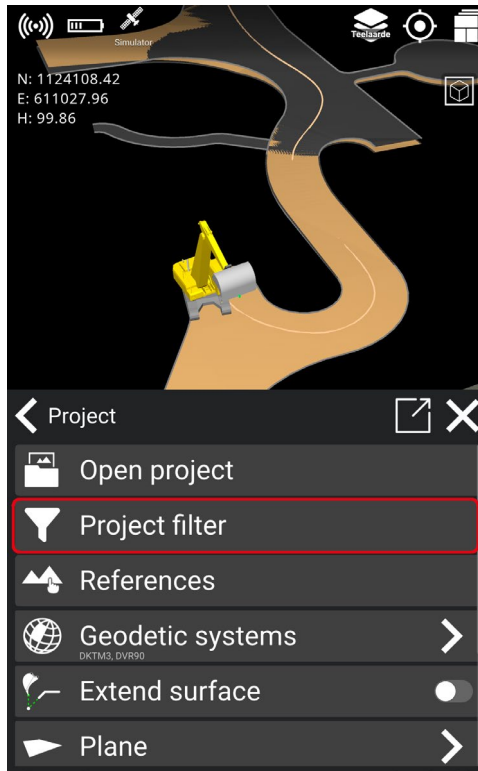 Simulator
Teelaarde
N: 1124108.42
E: 611027.96
H: 99.86
Project
Open project
Project filter
References
Geodetic systems
DKTM3, DVR90
Extend surface
Plane